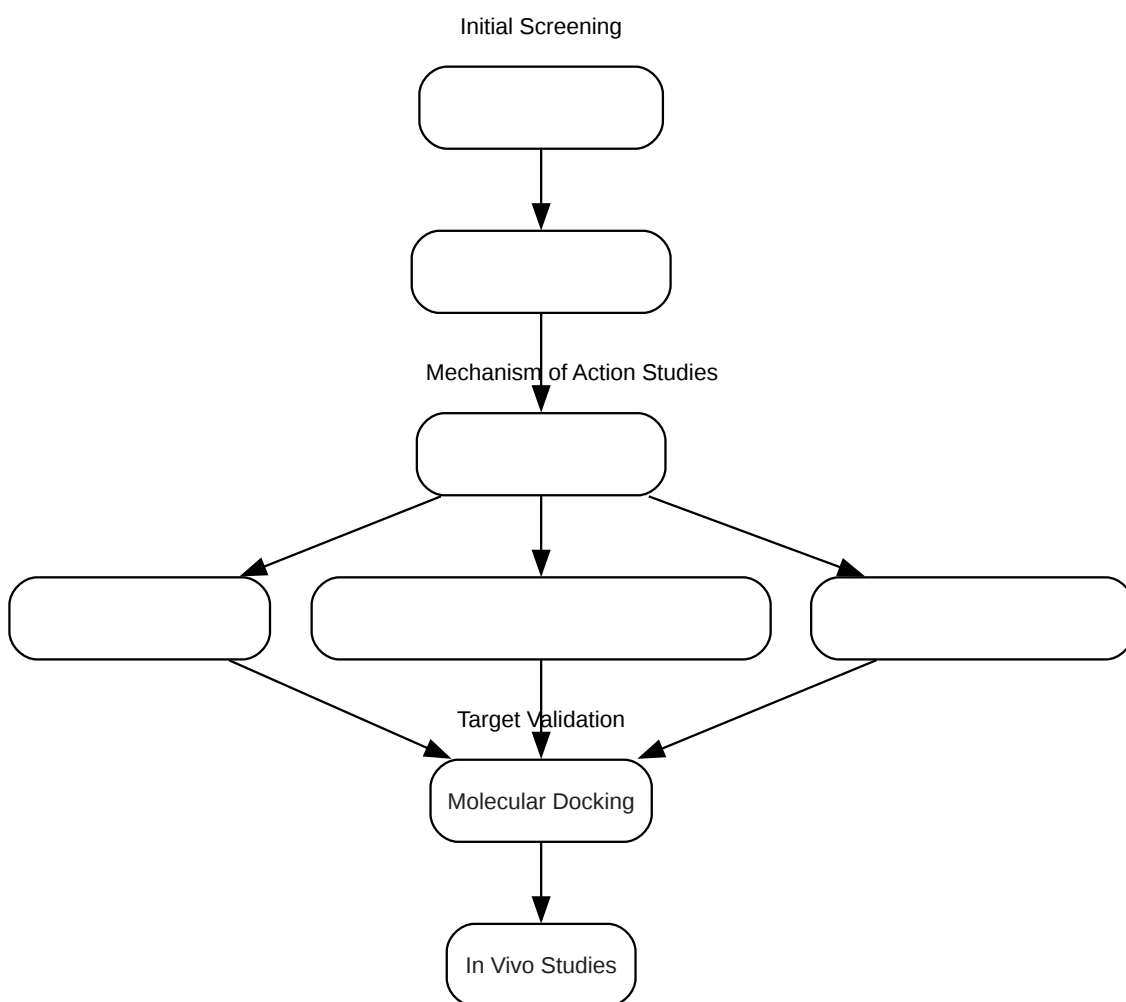 Initial Screening
Mechanism of Action Studies
Target Validation
Molecular Docking
In Vivo Studies